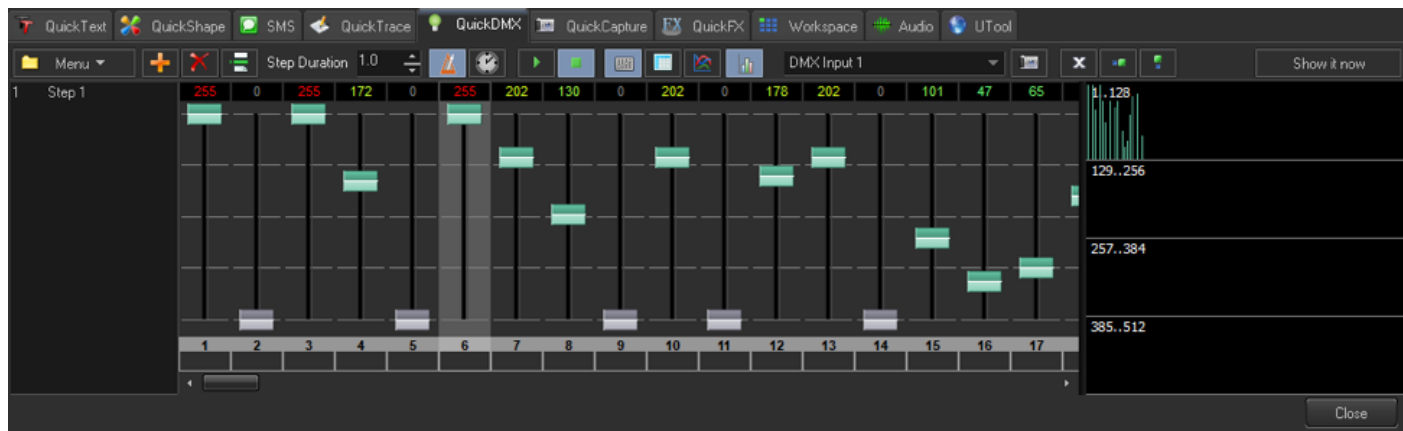 QuickText QuickShape SMS QuickTrace QuickDMX QuickCapture FX QuickFX Workspace Audio UTool
Menu Step Duration 1.0 DMX Input 1 Show it now
1 Step 1 255 0 255 172 0 255 202 130 0 202 0 178 202 0 101 47 65 1..128
129..256
257..384
385..512
1 2 3 4 5 6 7 8 9 10 11 12 13 14 15 16 17
Close